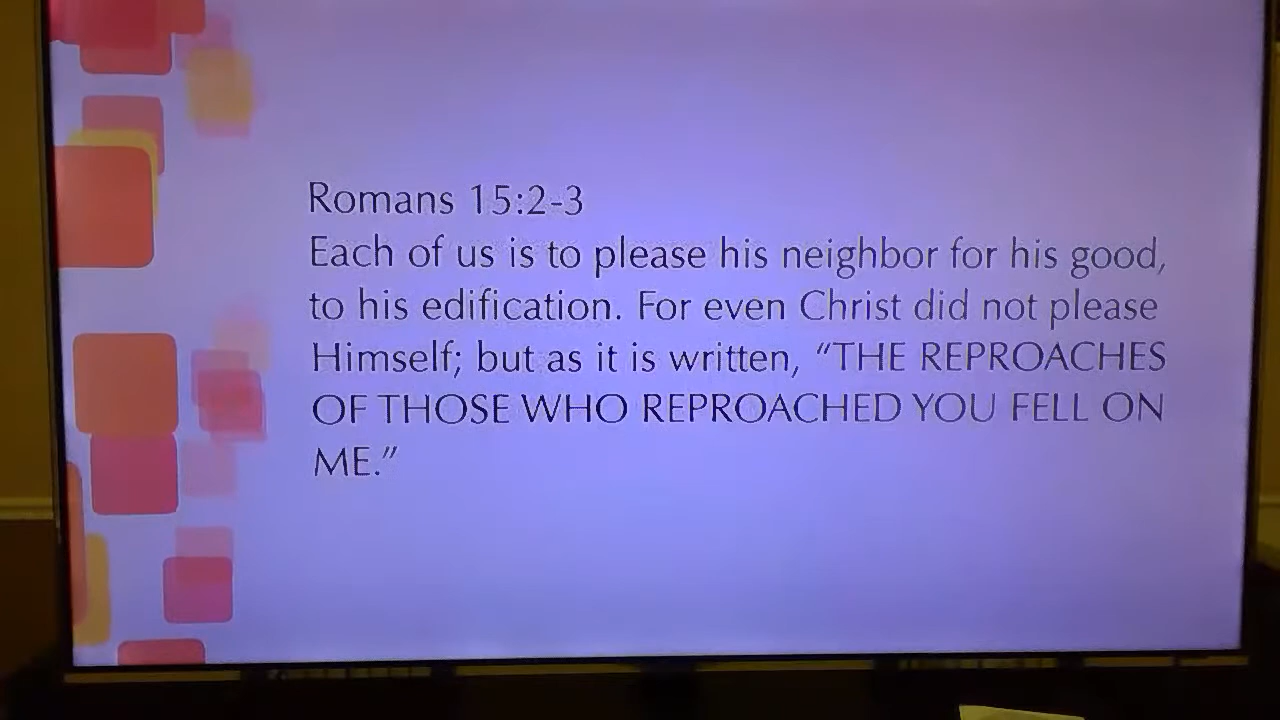 Romans 15:2-3
Each of us is to please his neighbor for his good,
to his edification. For even Christ did not please
Himself; but as it is written, “THE REPROACHES
OF THOSE WHO REPROACHED YOU FELL ON
ME.”